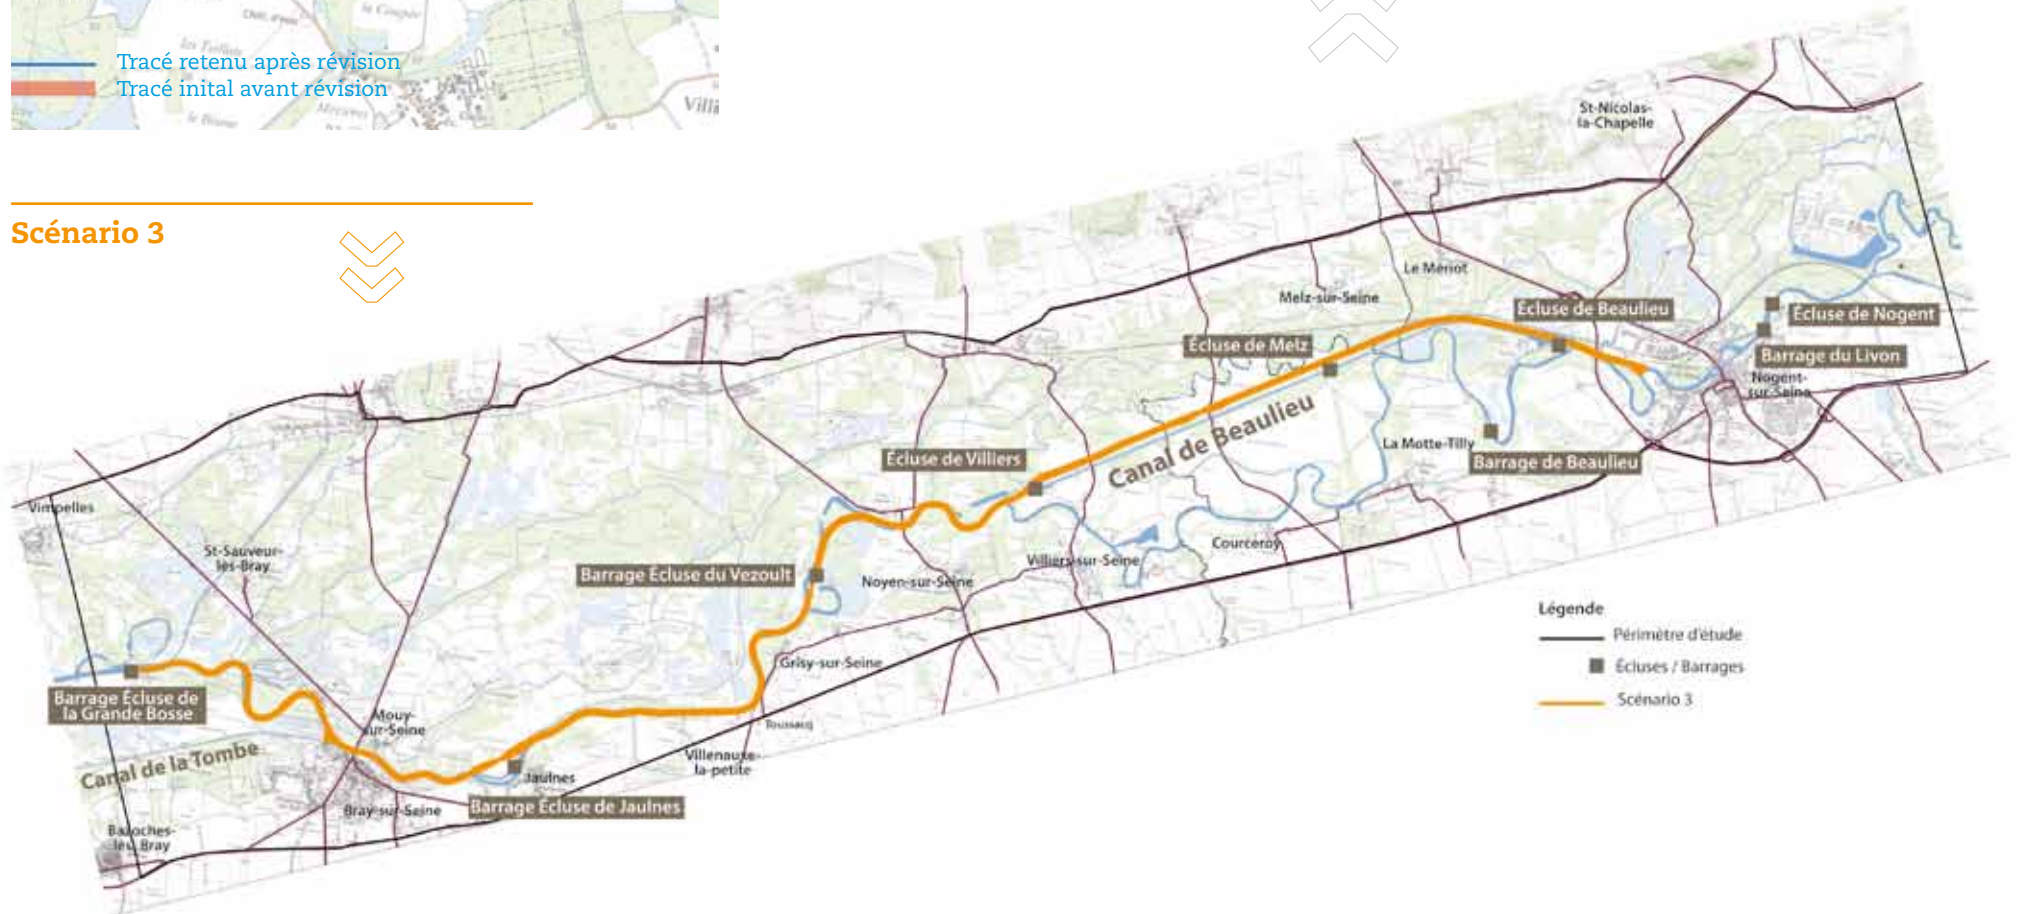 Tracé retenu après révision
Tracé inital avant révision
Scénario 3
St-Nicolas-
la-Chapelle
Le Mériot
Melz-sur-Seine
Écluse de Beaulieu
Écluse de Nogent
Écluse de Melz
Barrage du Livon
Nogent-
sur-Seine
Canal de Beaulieu
La Motte-Tilly
Barrage de Beaulieu
Écluse de Villiers
Vimpelles
St-Sauveur-
les-Bray
Courceroy
Villiers-sur-Seine
Barrage Écluse du Vezoult
Noyen-sur-Seine
Légende
Périmètre d'étude
Écluses / Barrages
Scénario 3
Grisy-sur-Seine
Barrage Écluse de
la Grande Bosse
Mouy-
sur-Seine
Toussacq
Canal de la Tombe
Villenauxe-
la-petite
Jaulnes
Barrage Écluse de Jaulnes
Bray-sur-Seine
Bazoches-
les-Bray